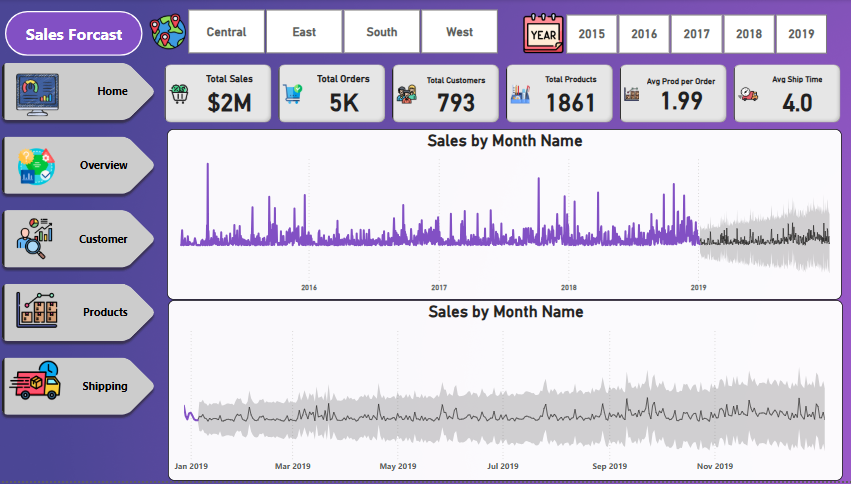 Sales Forcast
Central
East
South
West
YEAR
2015
2016
2017
2018
2019
Home
Overview
Customer
Products
Shipping
Total Sales
$2M
Total Orders
5K
Total Customers
793
Total Products
1861
Avg Prod per Order
1.99
Avg Ship Time
4.0
Sales by Month Name
2016
2017
2018
2019
Sales by Month Name
Jan 2019
Mar 2019
May 2019
Jul 2019
Sep 2019
Nov 2019